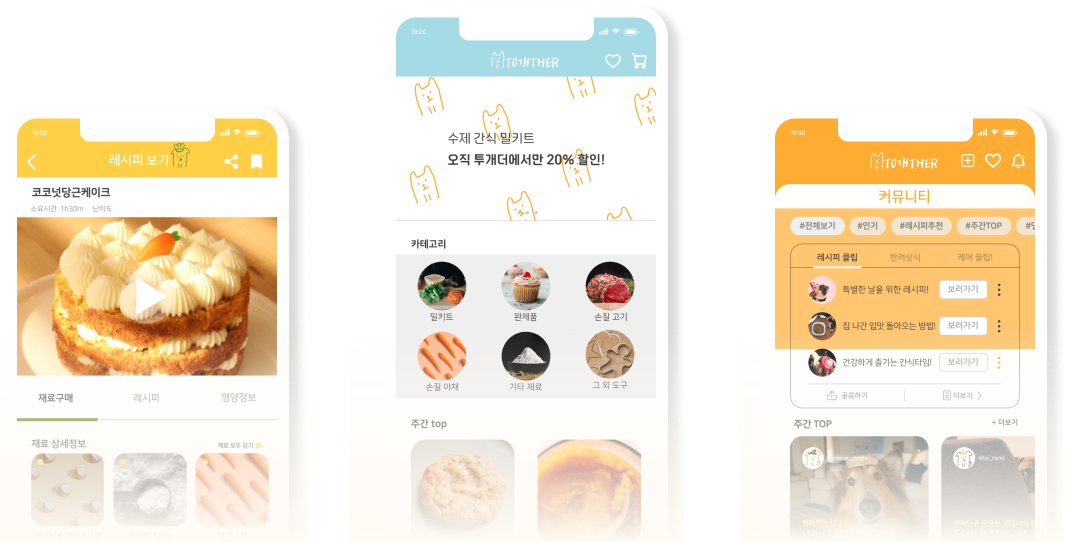 19:00
레시피 보기
코코넛당근케이크
소요시간 1h30m 난이도
재료구매 레시피 영양정보
재료 상세정보 재료 모두 담기
19:00
TOGTHTHER
수제 간식 밀키트
오직 투개더에서만 20% 할인!
카테고리
밀키트 완제품 손질 고기
손질 야채 기타 재료 그 외 도구
주간 top
19:00
TOGTHTHER
커뮤니티
#전체보기 #인기 #레시피추천 #주간TOP
레시피 클립 반려상식 케어 꿀팁!
특별한 날을 위한 레시피! 보러가기
집 나간 입맛 돌아오는 방법! 보러가기
건강하게 즐기는 간식타임! 보러가기
공유하기 더보기
주간 TOP + 더보기
Wai_rano